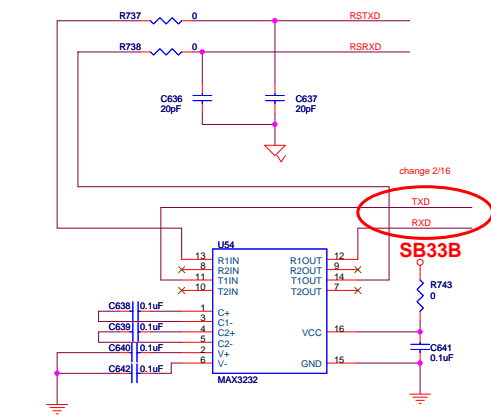 R737 0 RSTXD
R738 0 RSRXD
C636 C637
20pF 20pF
change 2/16
TXD
RXD
SB33B
U54
13 R1IN R1OUT 12
8 R2IN R2OUT 9
11 T1IN T1OUT 14
10 T2IN T2OUT 7
R743
0
C638 0.1uF 1 C+
3 C1-
C639 0.1uF 4 C2+ VCC 16
5 C2-
C640 0.1uF 2 V+ C641
C642 0.1uF 6 V- GND 15 0.1uF
MAX3232